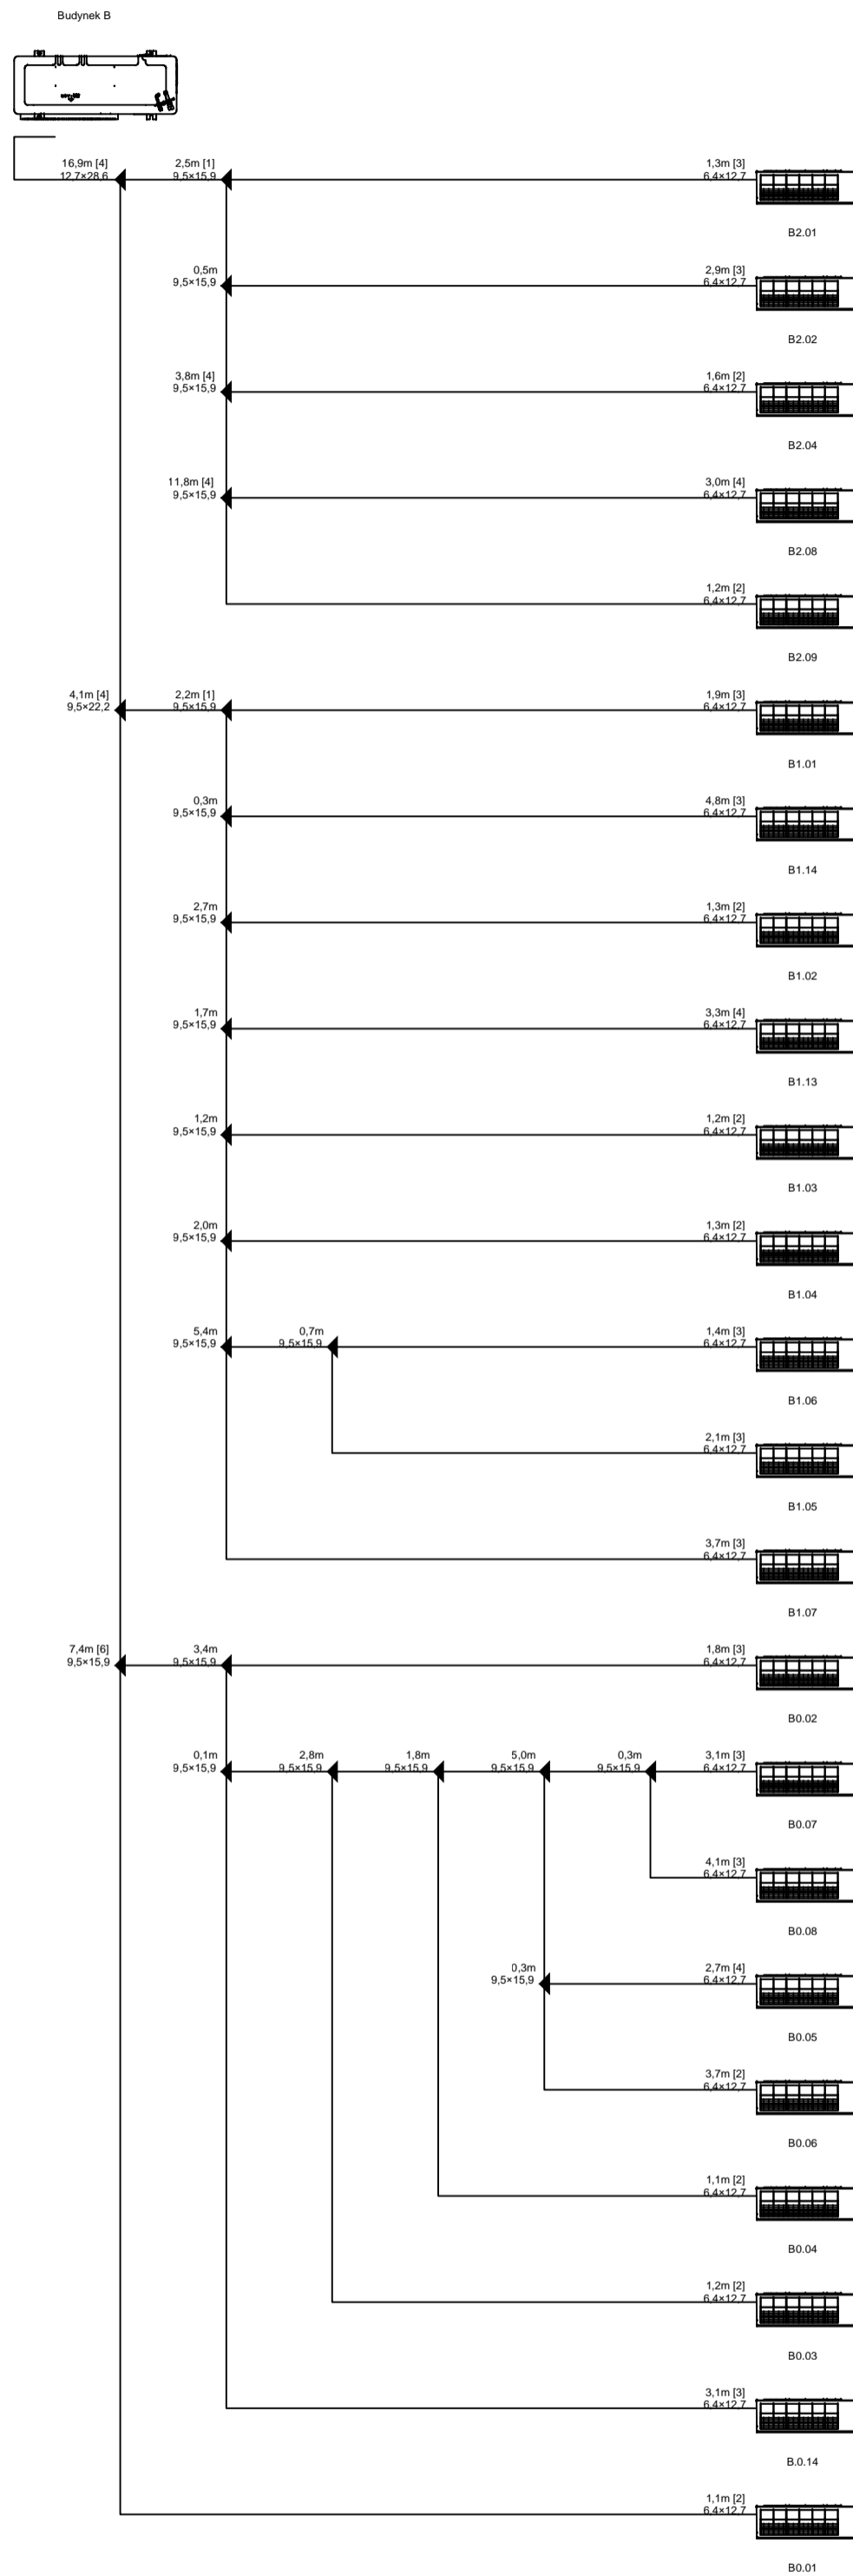 Budynek B
16,9m [4]
12,7×28,6
2,5m [1]
9,5×15,9
1,3m [3]
6,4×12,7
B2.01
0,5m
9,5×15,9
2,9m [3]
6,4×12,7
B2.02
3,8m [4]
9,5×15,9
1,6m [2]
6,4×12,7
B2.04
11,8m [4]
9,5×15,9
3,0m [4]
6,4×12,7
B2.08
1,2m [2]
6,4×12,7
B2.09
4,1m [4]
9,5×22,2
2,2m [1]
9,5×15,9
1,9m [3]
6,4×12,7
B1.01
0,3m
9,5×15,9
4,8m [3]
6,4×12,7
B1.14
2,7m
9,5×15,9
1,3m [2]
6,4×12,7
B1.02
1,7m
9,5×15,9
3,3m [4]
6,4×12,7
B1.13
1,2m
9,5×15,9
1,2m [2]
6,4×12,7
B1.03
2,0m
9,5×15,9
1,3m [2]
6,4×12,7
B1.04
5,4m
9,5×15,9
0,7m
9,5×15,9
1,4m [3]
6,4×12,7
B1.06
2,1m [3]
6,4×12,7
B1.05
3,7m [3]
6,4×12,7
B1.07
7,4m [6]
9,5×15,9
3,4m
9,5×15,9
1,8m [3]
6,4×12,7
B0.02
0,1m
9,5×15,9
2,8m
9,5×15,9
1,8m
9,5×15,9
5,0m
9,5×15,9
0,3m
9,5×15,9
3,1m [3]
6,4×12,7
B0.07
4,1m [3]
6,4×12,7
B0.08
0,3m
9,5×15,9
2,7m [4]
6,4×12,7
B0.05
3,7m [2]
6,4×12,7
B0.06
1,1m [2]
6,4×12,7
B0.04
1,2m [2]
6,4×12,7
B0.03
3,1m [3]
6,4×12,7
B.0.14
1,1m [2]
6,4×12,7
B0.01